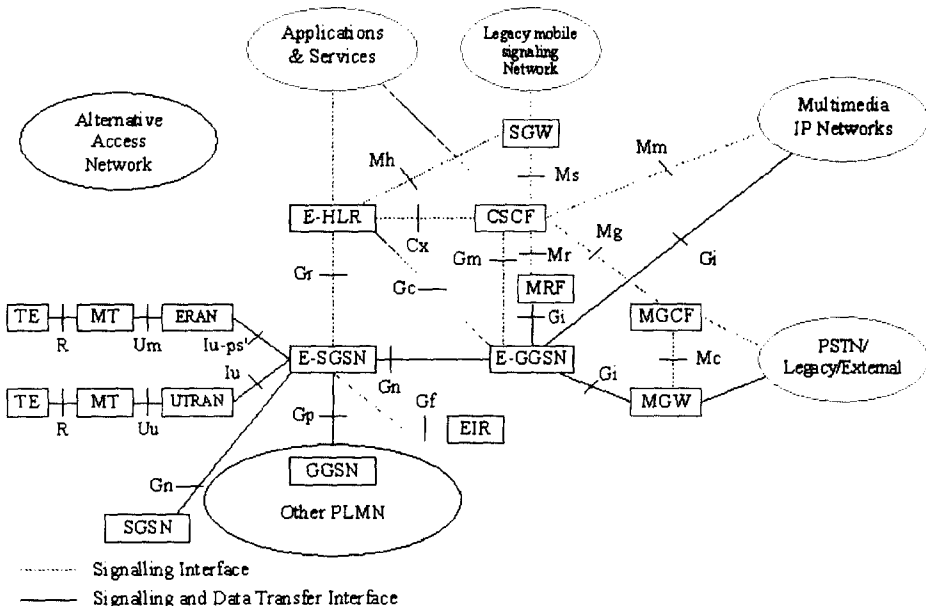 Applications
& Services
Legacy mobile
signaling
Network
Alternative
Access
Network
Multimedia
IP Networks
SGW
Mh
Ms
Mm
E-HLR
CSCF
Cx
Gr
Gc
Gm
Mr
Mg
Gi
MRF
Gi
MGCF
TE
R
MT
Um
ERAN
Iu-ps'
E-SGSN
Gn
E-GGSN
Gi
Mc
PSTN/
Legacy/External
Iu
TE
R
MT
Uu
UTRAN
MGW
Gp
Gf
EIR
GGSN
Other PLMN
Gn
SGSN
Signalling Interface
Signalling and Data Transfer Interface